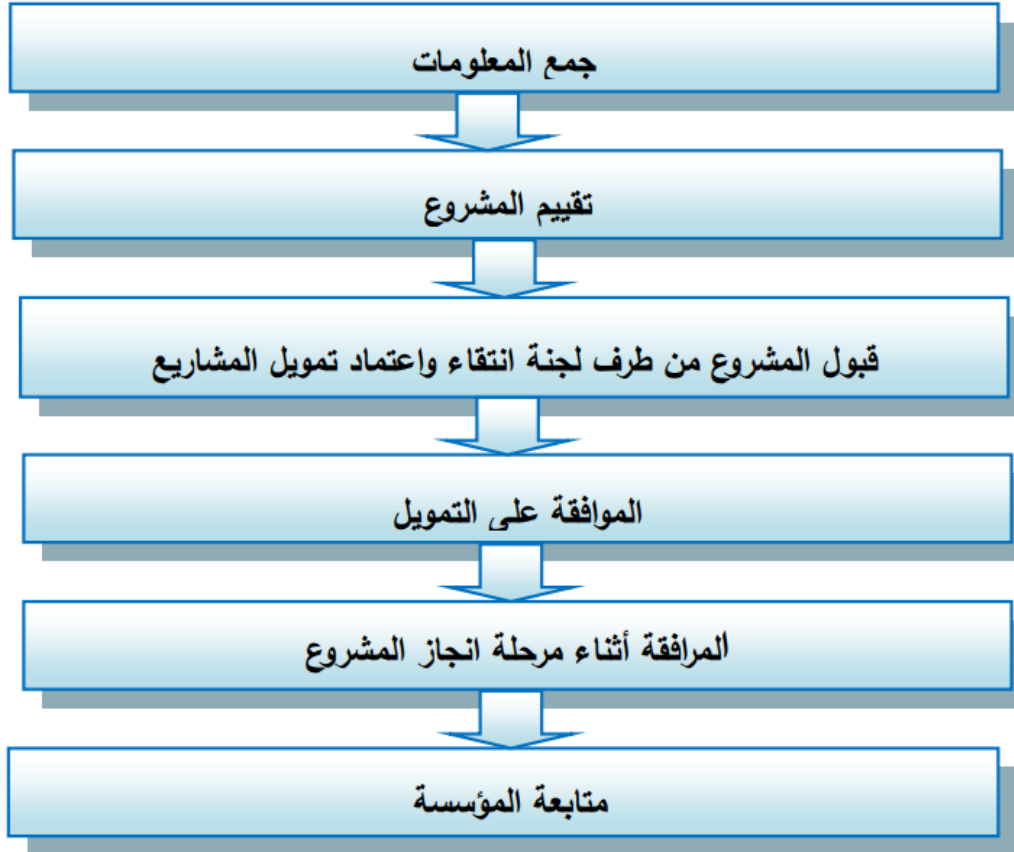 جمع المعلومات
تقييم المشروع
قبول المشروع من طرف لجنة انتقاء واعتماد تمويل المشاريع
الموافقة على التمويل
المرافقة أثناء مرحلة انجاز المشروع
متابعة المؤسسة